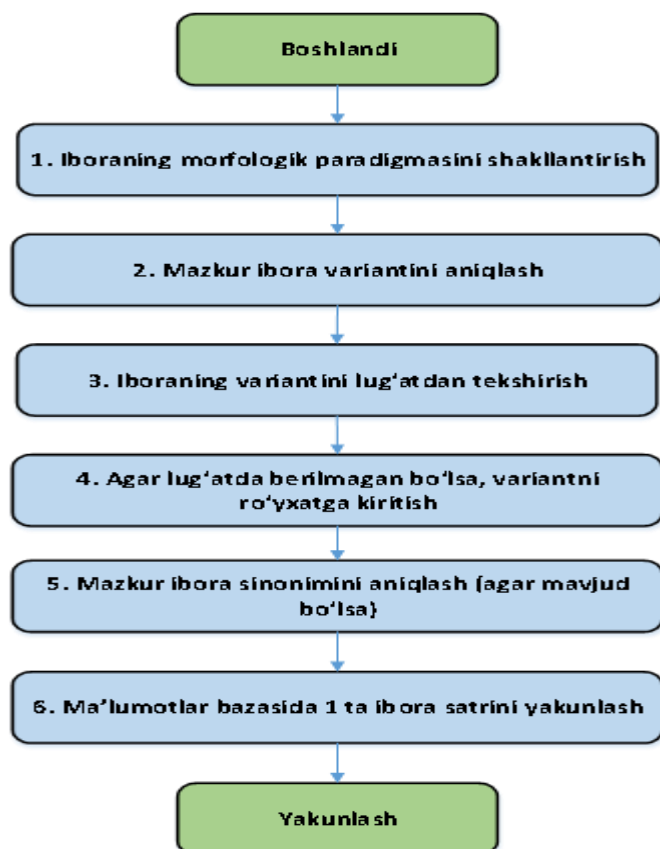 Boshlandi
1. Iboraning morfologik paradigmasini shakllantirish
2. Mazkur ibora variantini aniqlash
3. Iboraning variantini lug‘atdan tekshirish
4. Agar lug‘atda berilmagan bo‘lsa, variantni
ro‘yxatga kiritish
5. Mazkur ibora sinonimini aniqlash (agar mavjud
bo‘lsa)
6. Ma’lumotlar bazasida 1 ta ibora satrini yakunlash
Yakunlash